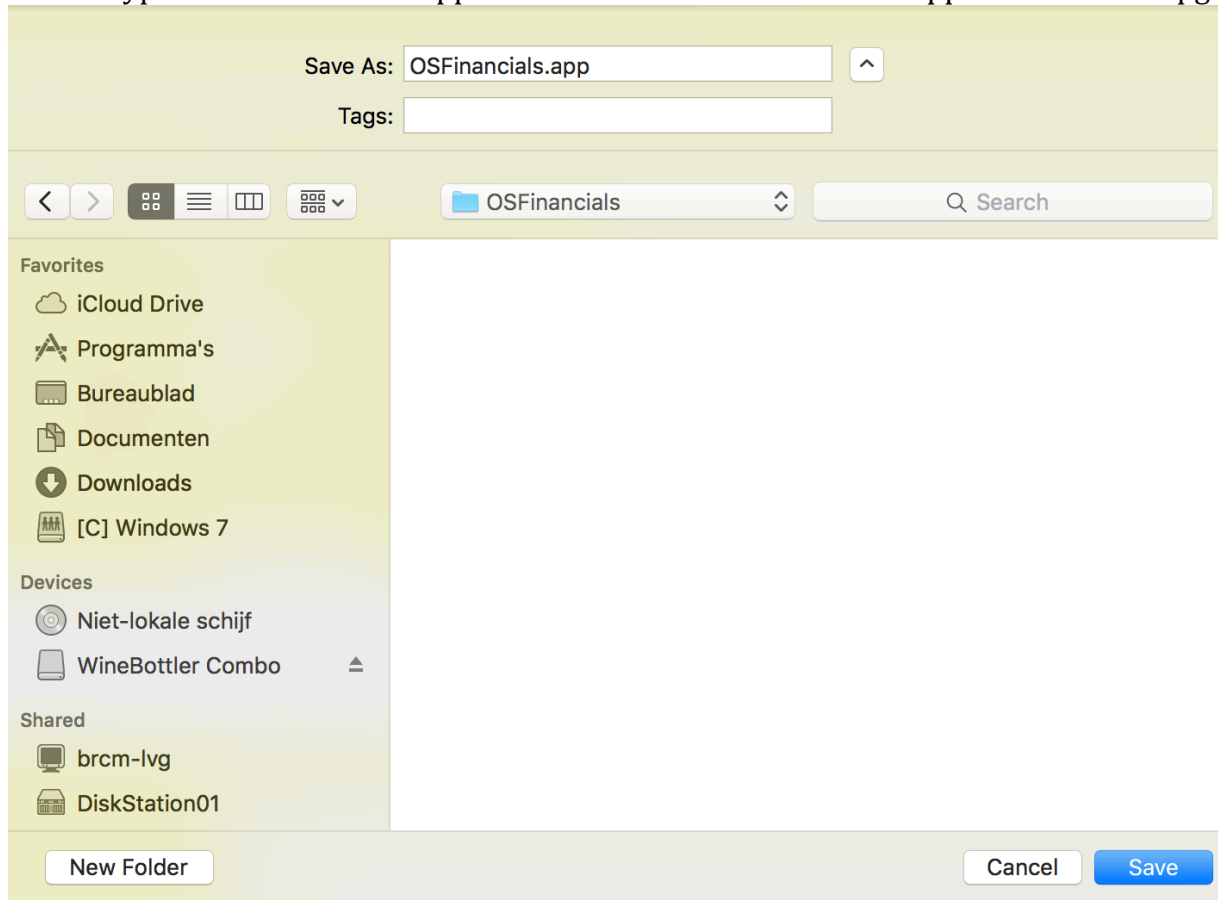 Save As: OSFinancials.app
Tags:
OSFinancials
Search
Favorites
iCloud Drive
Programma's
Bureaublad
Documenten
Downloads
[C] Windows 7
Devices
Niet-lokale schijf
WineBottler Combo
Shared
brcm-lvg
DiskStation01
New Folder
Cancel
Save